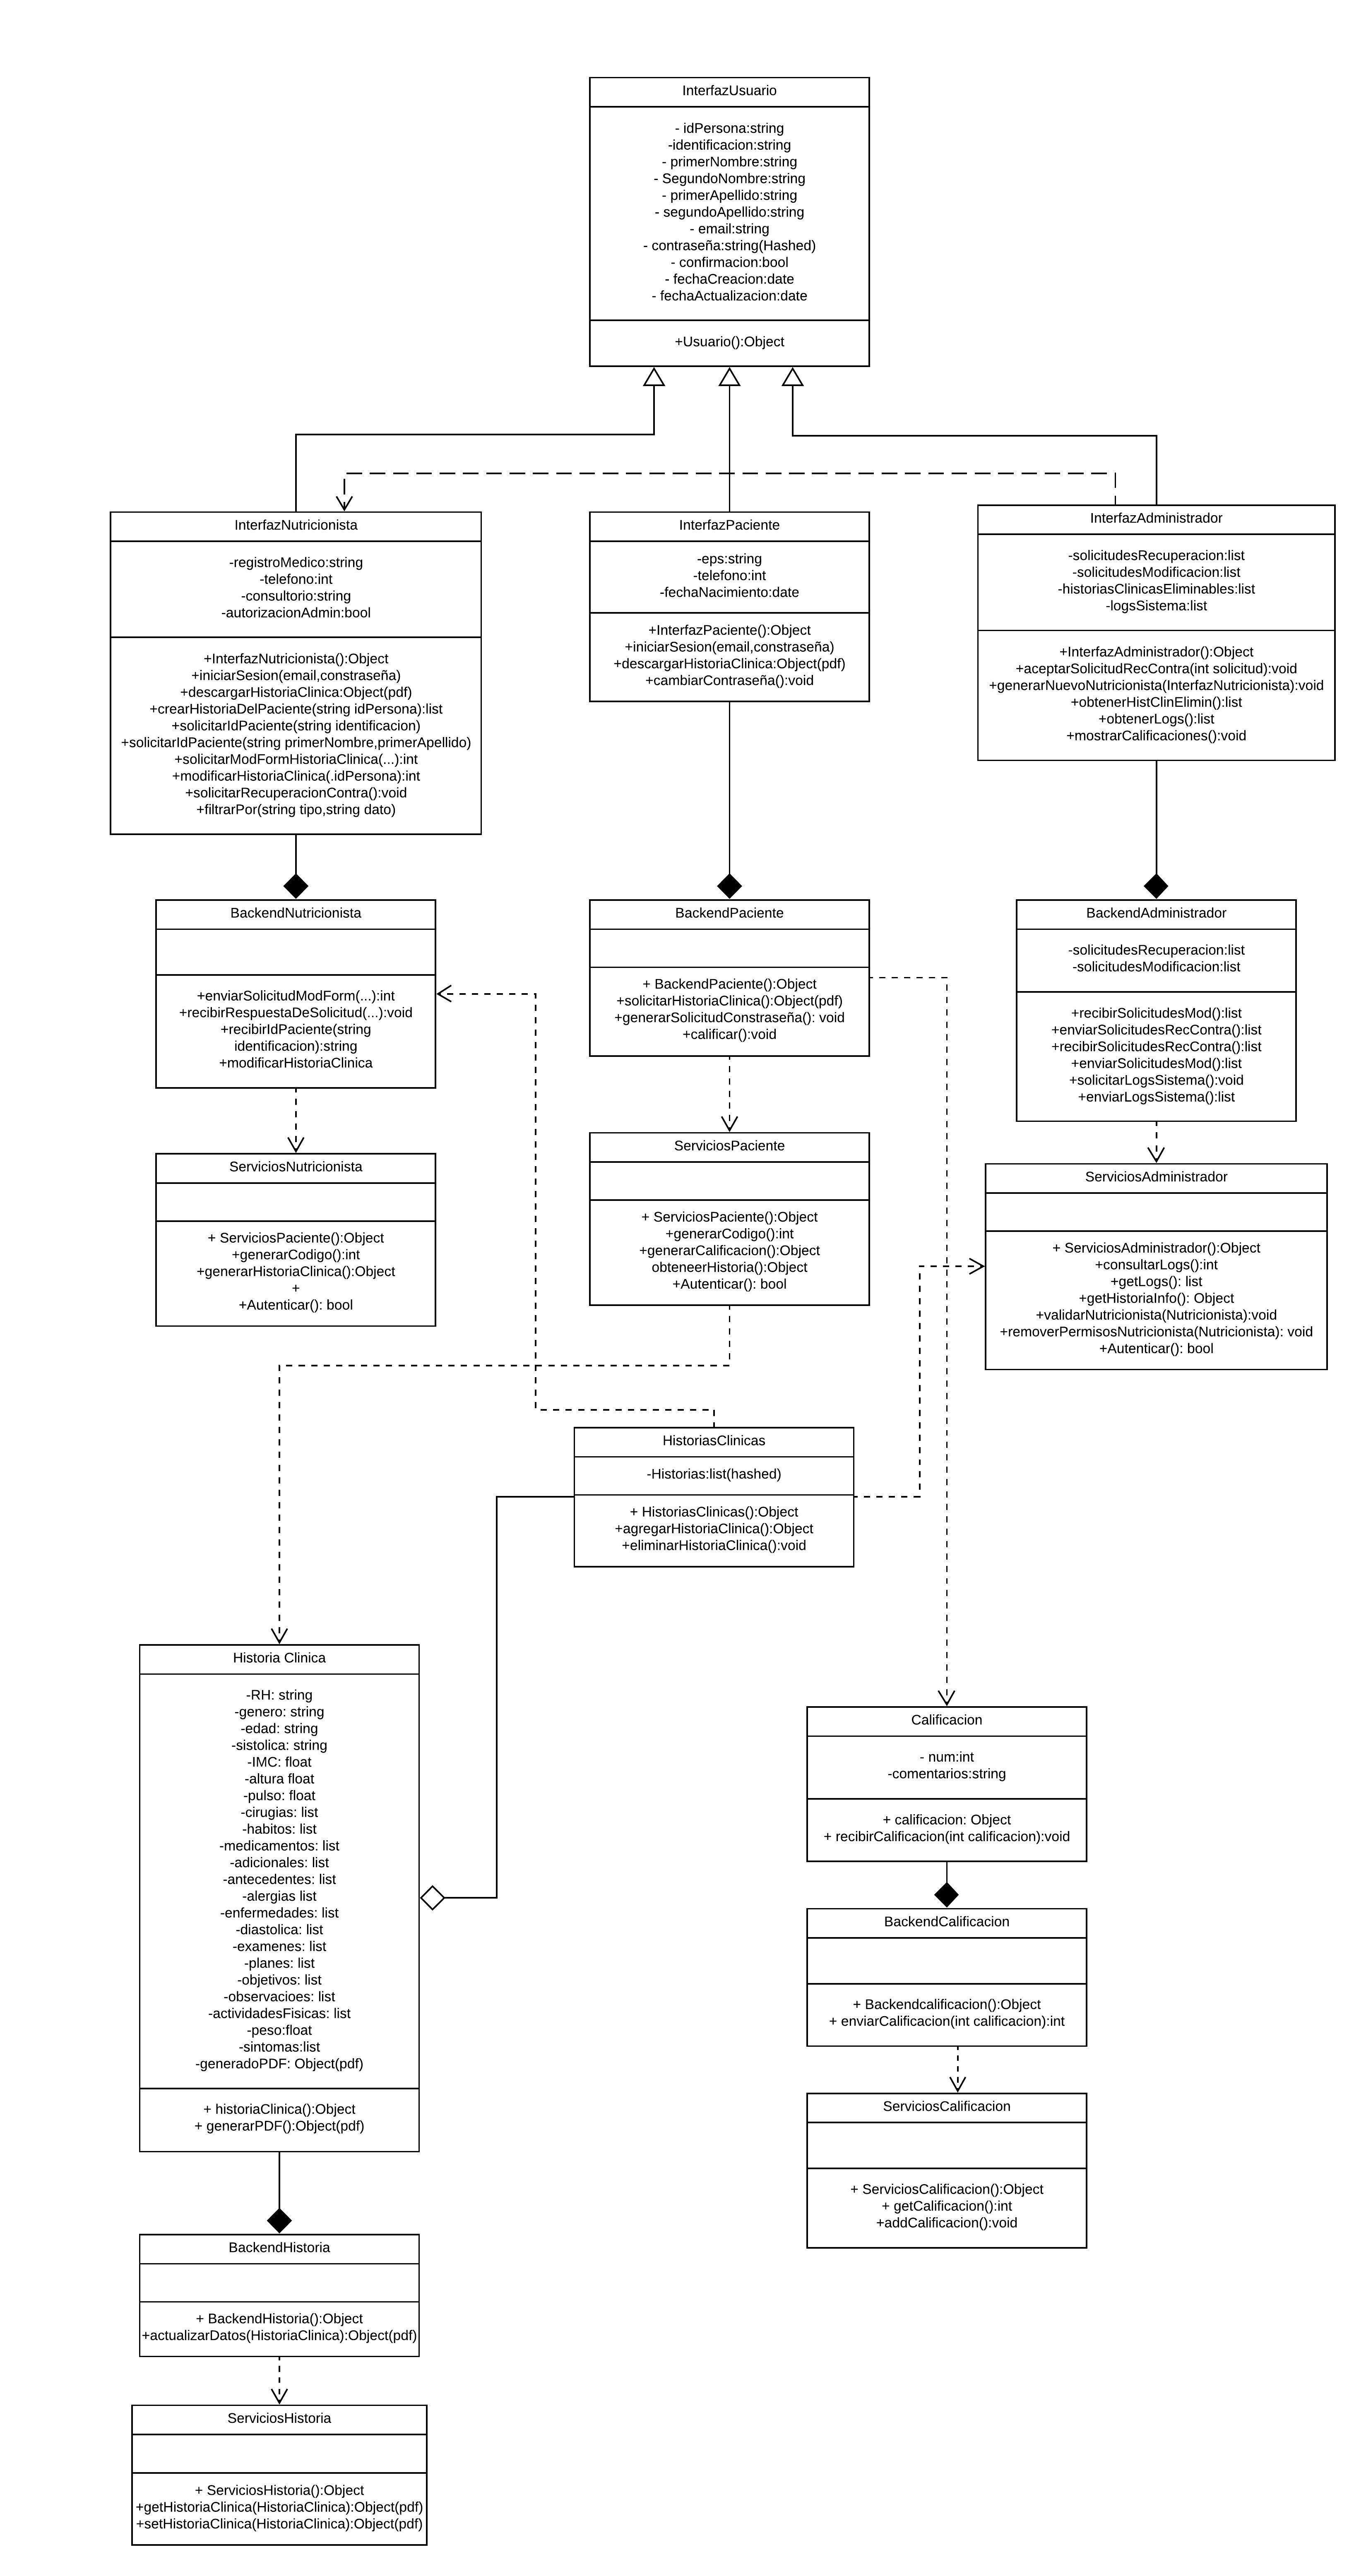 InterfazUsuario
- idPersona:string
-identificacion:string
- primerNombre:string
- SegundoNombre:string
- primerApellido:string
- segundoApellido:string
- email:string
- contraseña:string(Hashed)
- confirmacion:bool
- fechaCreacion:date
- fechaActualizacion:date
+Usuario():Object
InterfazNutricionista
-registroMedico:string
-telefono:int
-consultorio:string
-autorizacionAdmin:bool
+InterfazNutricionista():Object
+iniciarSesion(email,constraseña)
+descargarHistoriaClinica:Object(pdf)
+crearHistoriaDelPaciente(string idPersona):list
+solicitarIdPaciente(string identificacion)
+solicitarIdPaciente(string primerNombre,primerApellido)
+solicitarModFormHistoriaClinica(...):int
+modificarHistoriaClinica(.idPersona):int
+solicitarRecuperacionContra():void
+filtrarPor(string tipo,string dato)
InterfazPaciente
-eps:string
-telefono:int
-fechaNacimiento:date
+InterfazPaciente():Object
+iniciarSesion(email,constraseña)
+descargarHistoriaClinica:Object(pdf)
+cambiarContraseña():void
InterfazAdministrador
-solicitudesRecuperacion:list
-solicitudesModificacion:list
-historiasClinicasEliminables:list
-logsSistema:list
+InterfazAdministrador():Object
+aceptarSolicitudRecContra(int solicitud):void
+generarNuevoNutricionista(InterfazNutricionista):void
+obtenerHistClinElimin():list
+obtenerLogs():list
+mostrarCalificaciones():void
BackendNutricionista
+enviarSolicitudModForm(...):int
+recibirRespuestaDeSolicitud(...):void
+recibirIdPaciente(string
identificacion):string
+modificarHistoriaClinica
BackendPaciente
+ BackendPaciente():Object
+solicitarHistoriaClinica():Object(pdf)
+generarSolicitudConstraseña(): void
+calificar():void
BackendAdministrador
-solicitudesRecuperacion:list
-solicitudesModificacion:list
+recibirSolicitudesMod():list
+enviarSolicitudesRecContra():list
+recibirSolicitudesRecContra():list
+enviarSolicitudesMod():list
+solicitarLogsSistema():void
+enviarLogsSistema():list
ServiciosNutricionista
+ ServiciosPaciente():Object
+generarCodigo():int
+generarHistoriaClinica():Object
+
+Autenticar(): bool
ServiciosPaciente
+ ServiciosPaciente():Object
+generarCodigo():int
+generarCalificacion():Object
obteneerHistoria():Object
+Autenticar(): bool
ServiciosAdministrador
+ ServiciosAdministrador():Object
+consultarLogs():int
+getLogs(): list
+getHistoriaInfo(): Object
+validarNutricionista(Nutricionista):void
+removerPermisosNutricionista(Nutricionista): void
+Autenticar(): bool
HistoriasClinicas
-Historias:list(hashed)
+ HistoriasClinicas():Object
+agregarHistoriaClinica():Object
+eliminarHistoriaClinica():void
Historia Clinica
-RH: string
-genero: string
-edad: string
-sistolica: string
-IMC: float
-altura float
-pulso: float
-cirugias: list
-habitos: list
-medicamentos: list
-adicionales: list
-antecedentes: list
-alergias list
-enfermedades: list
-diastolica: list
-examenes: list
-planes: list
-objetivos: list
-observacioes: list
-actividadesFisicas: list
-peso:float
-sintomas:list
-generadoPDF: Object(pdf)
+ historiaClinica():Object
+ generarPDF():Object(pdf)
Calificacion
- num:int
-comentarios:string
+ calificacion: Object
+ recibirCalificacion(int calificacion):void
BackendCalificacion
+ Backendcalificacion():Object
+ enviarCalificacion(int calificacion):int
ServiciosCalificacion
+ ServiciosCalificacion():Object
+ getCalificacion():int
+addCalificacion():void
BackendHistoria
+ BackendHistoria():Object
+actualizarDatos(HistoriaClinica):Object(pdf)
ServiciosHistoria
+ ServiciosHistoria():Object
+getHistoriaClinica(HistoriaClinica):Object(pdf)
+setHistoriaClinica(HistoriaClinica):Object(pdf)